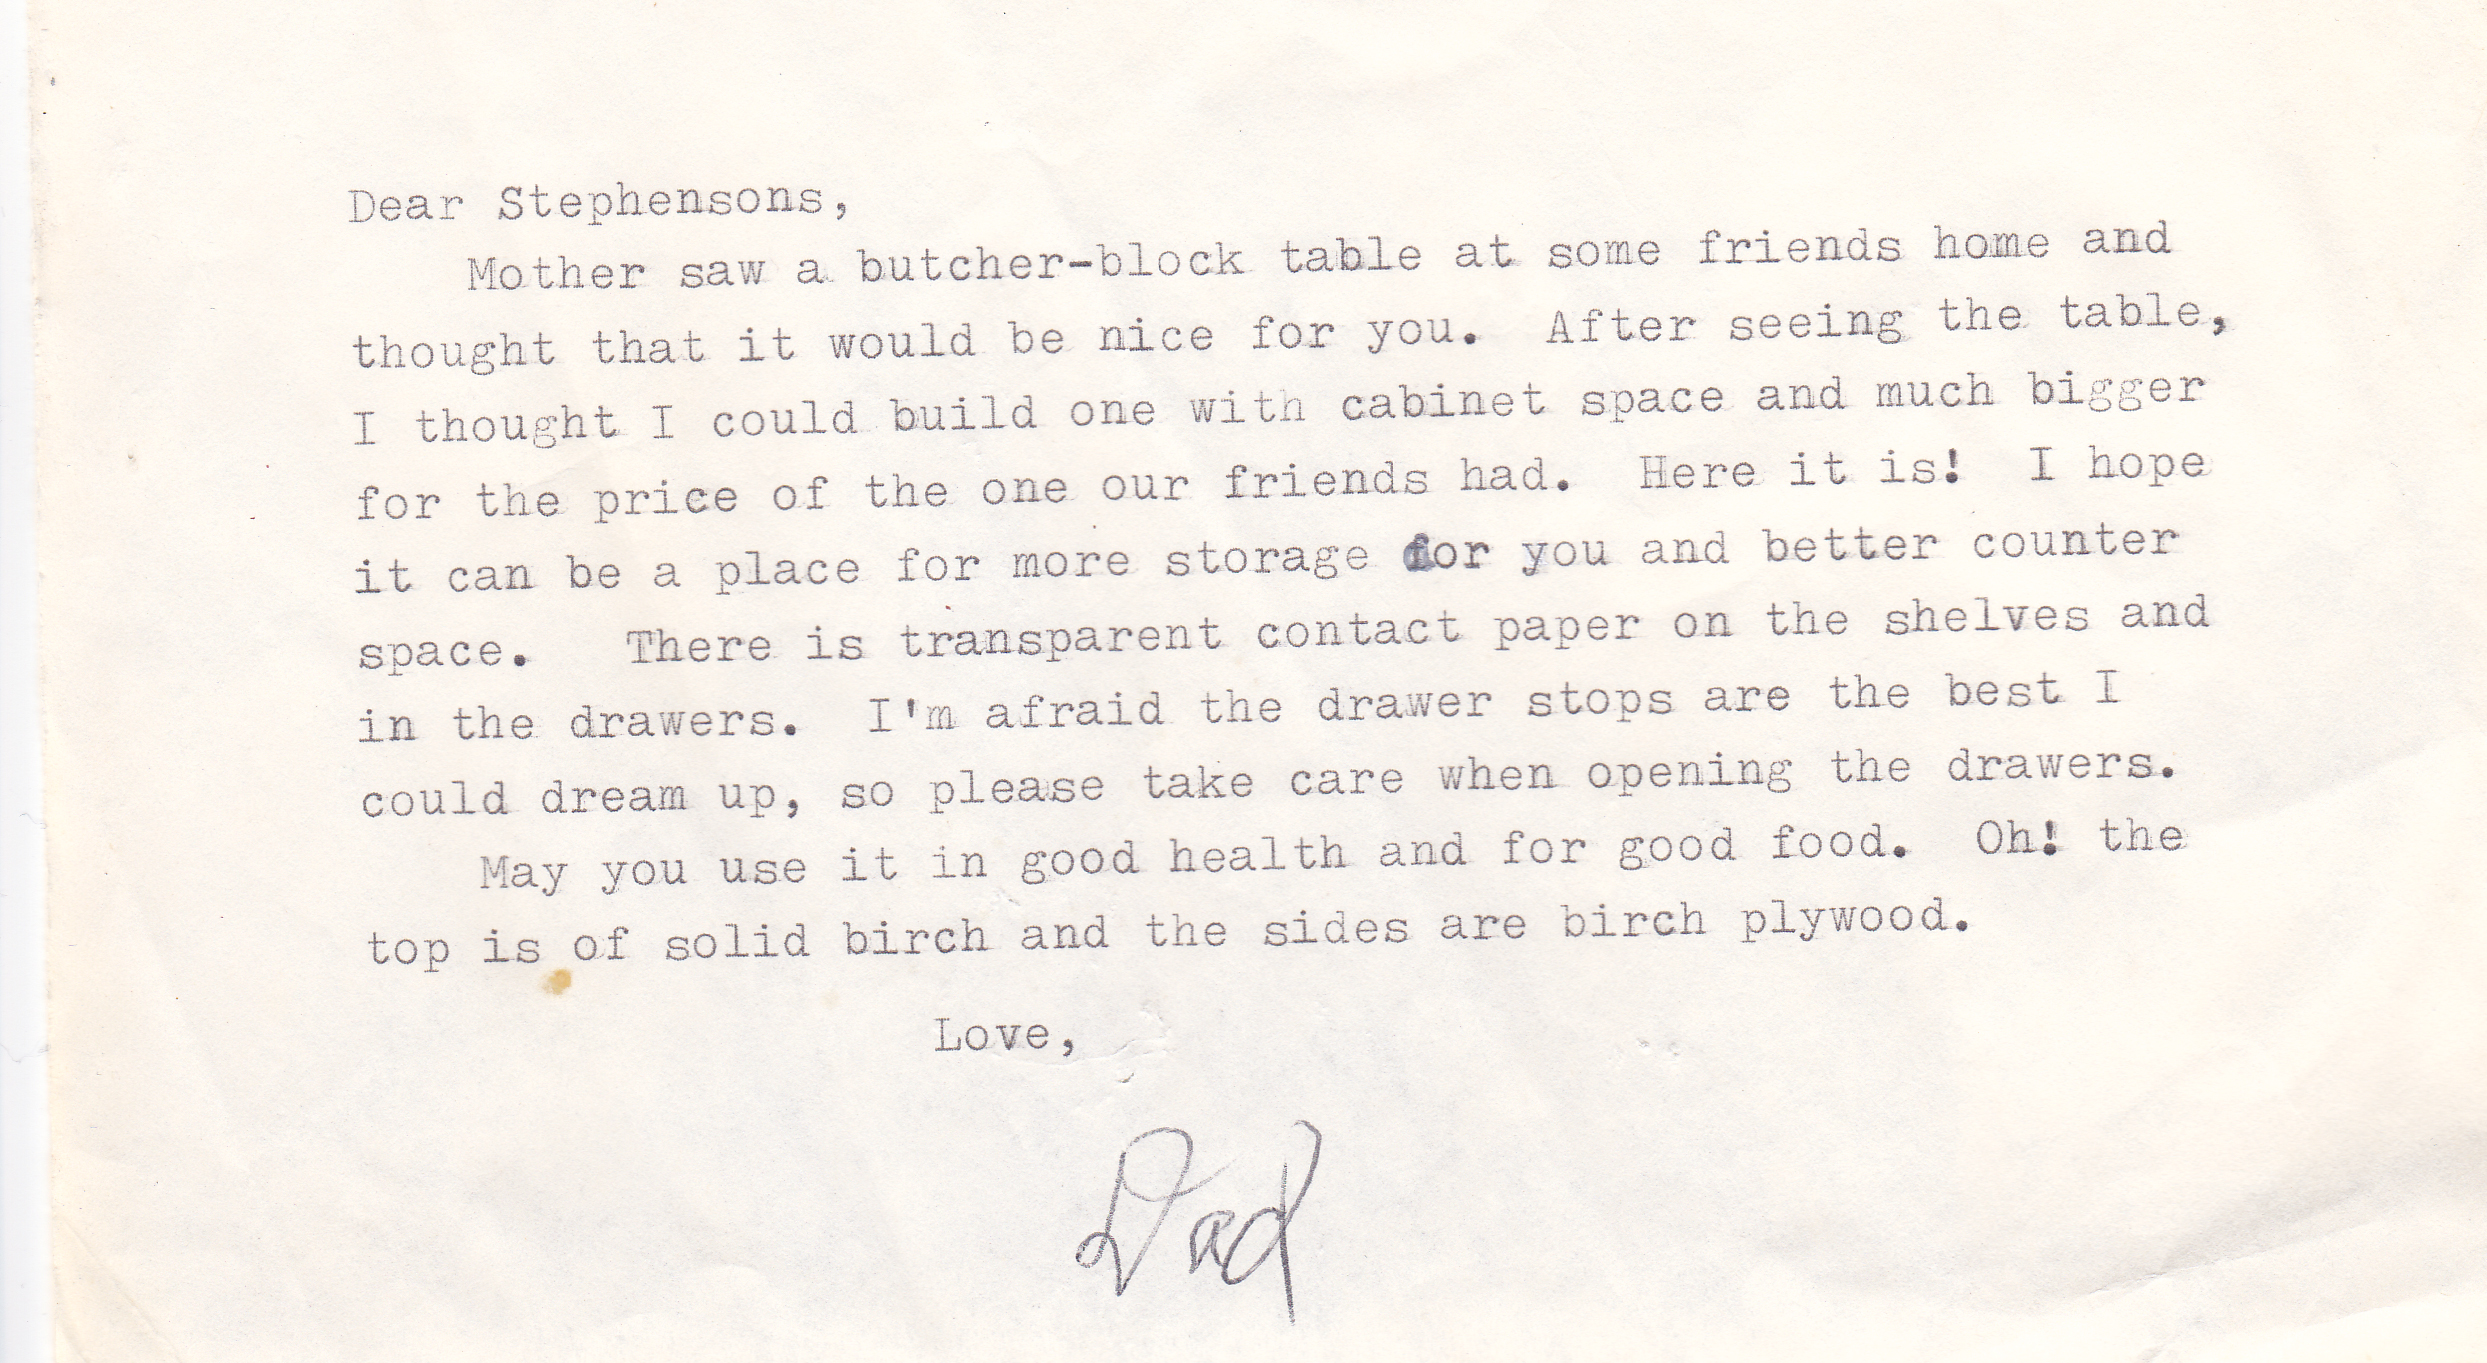 Dear Stephensons,
Mother saw a butcher-block table at some friends home and
thought that it would be nice for you. After seeing the table,
I thought I could build one with cabinet space and much bigger
for the price of the one our friends had. Here it is! I hope
it can be a place for more storage for you and better counter
space. There is transparent contact paper on the shelves and
in the drawers. I'm afraid the drawer stops are the best I
could dream up, so please take care when opening the drawers.
May you use it in good health and for good food. Oh! the
top is of solid birch and the sides are birch plywood.
Love,
Dad